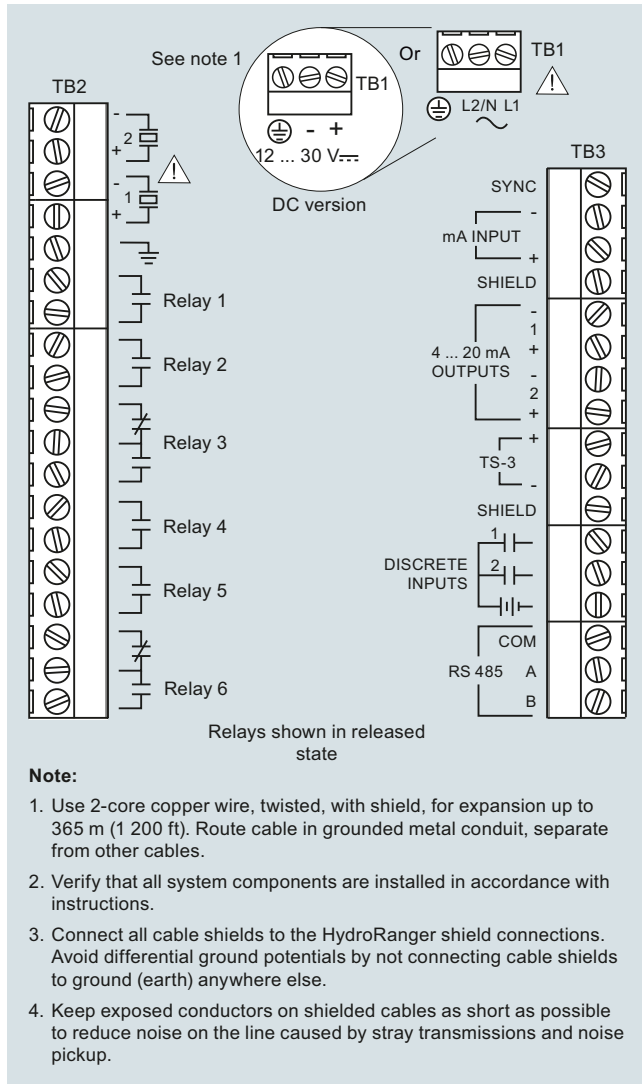 See note 1
TB1
- +
12 ... 30 V
DC version
Or
TB1
L2/N L1
TB2
-
2
+
-
1
+
Relay 1
Relay 2
Relay 3
Relay 4
Relay 5
Relay 6
TB3
SYNC
-
mA INPUT
+
SHIELD
-
1
4 ... 20 mA
OUTPUTS
+
-
2
+
+
TS-3
-
SHIELD
1
DISCRETE
INPUTS
2
COM
RS 485 A
B
Relays shown in released
state
Note:
1. Use 2-core copper wire, twisted, with shield, for expansion up to
365 m (1 200 ft). Route cable in grounded metal conduit, separate
from other cables.
2. Verify that all system components are installed in accordance with
instructions.
3. Connect all cable shields to the HydroRanger shield connections.
Avoid differential ground potentials by not connecting cable shields
to ground (earth) anywhere else.
4. Keep exposed conductors on shielded cables as short as possible
to reduce noise on the line caused by stray transmissions and noise
pickup.